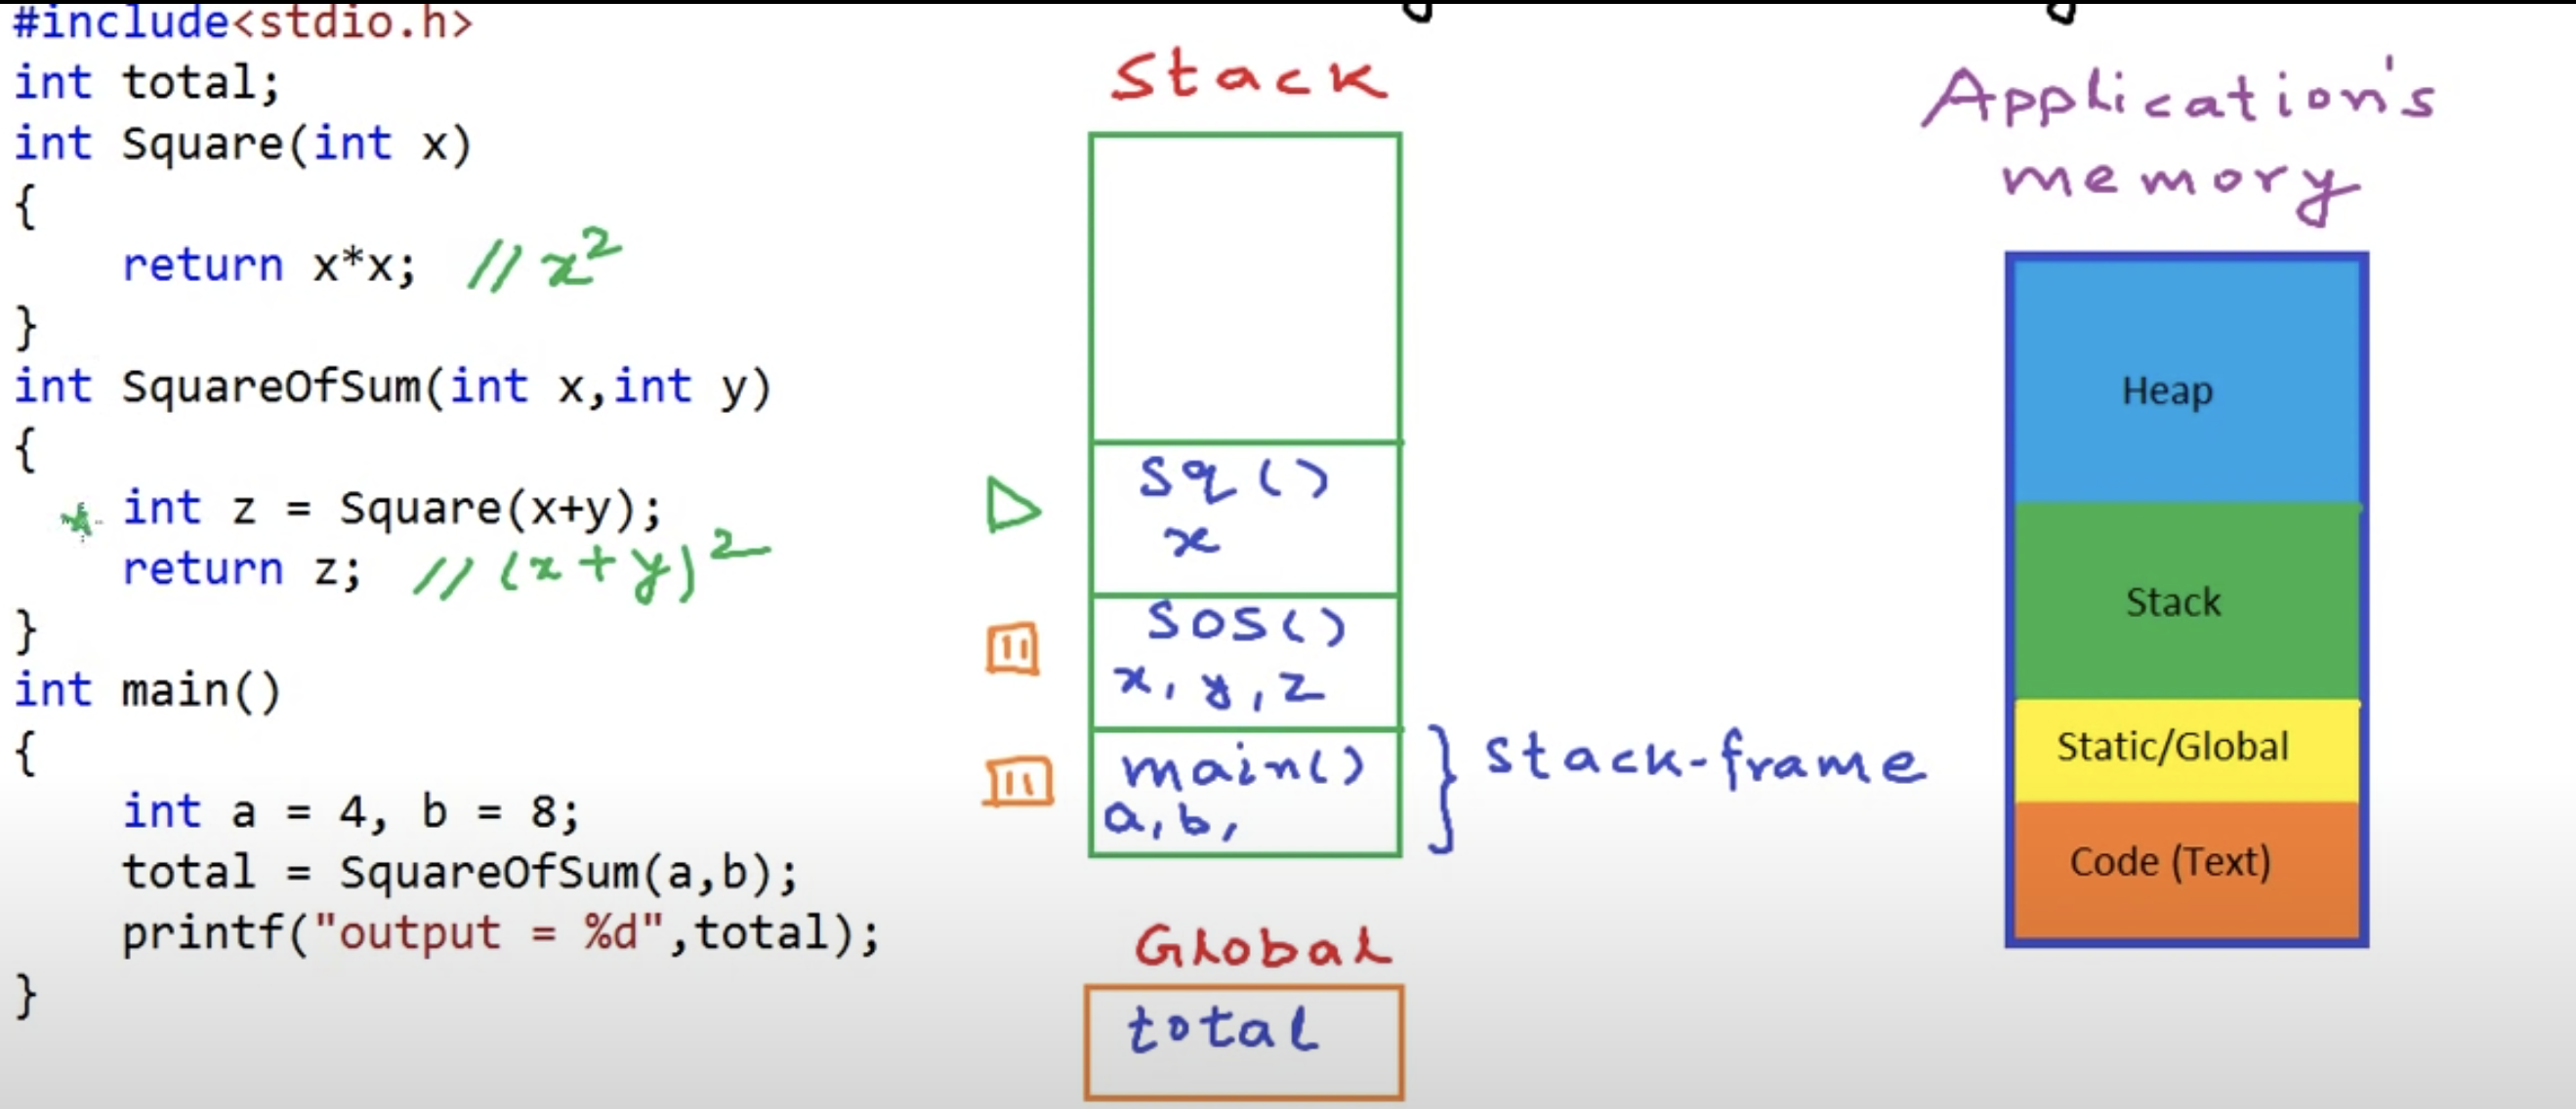 #include<stdio.h>
int total;
int Square(int x)
{
return x*x; // x²
}
int SquareOfSum(int x,int y)
{
int z = Square(x+y);
return z; // (x+y)²
}
int main()
{
int a = 4, b = 8;
total = SquareOfSum(a,b);
printf("output = %d",total);
}
Stack
Sq()
x
SOS()
x, y, z
main()
a, b,
stack-frame
Global
total
Application's
memory
Heap
Stack
Static/Global
Code (Text)